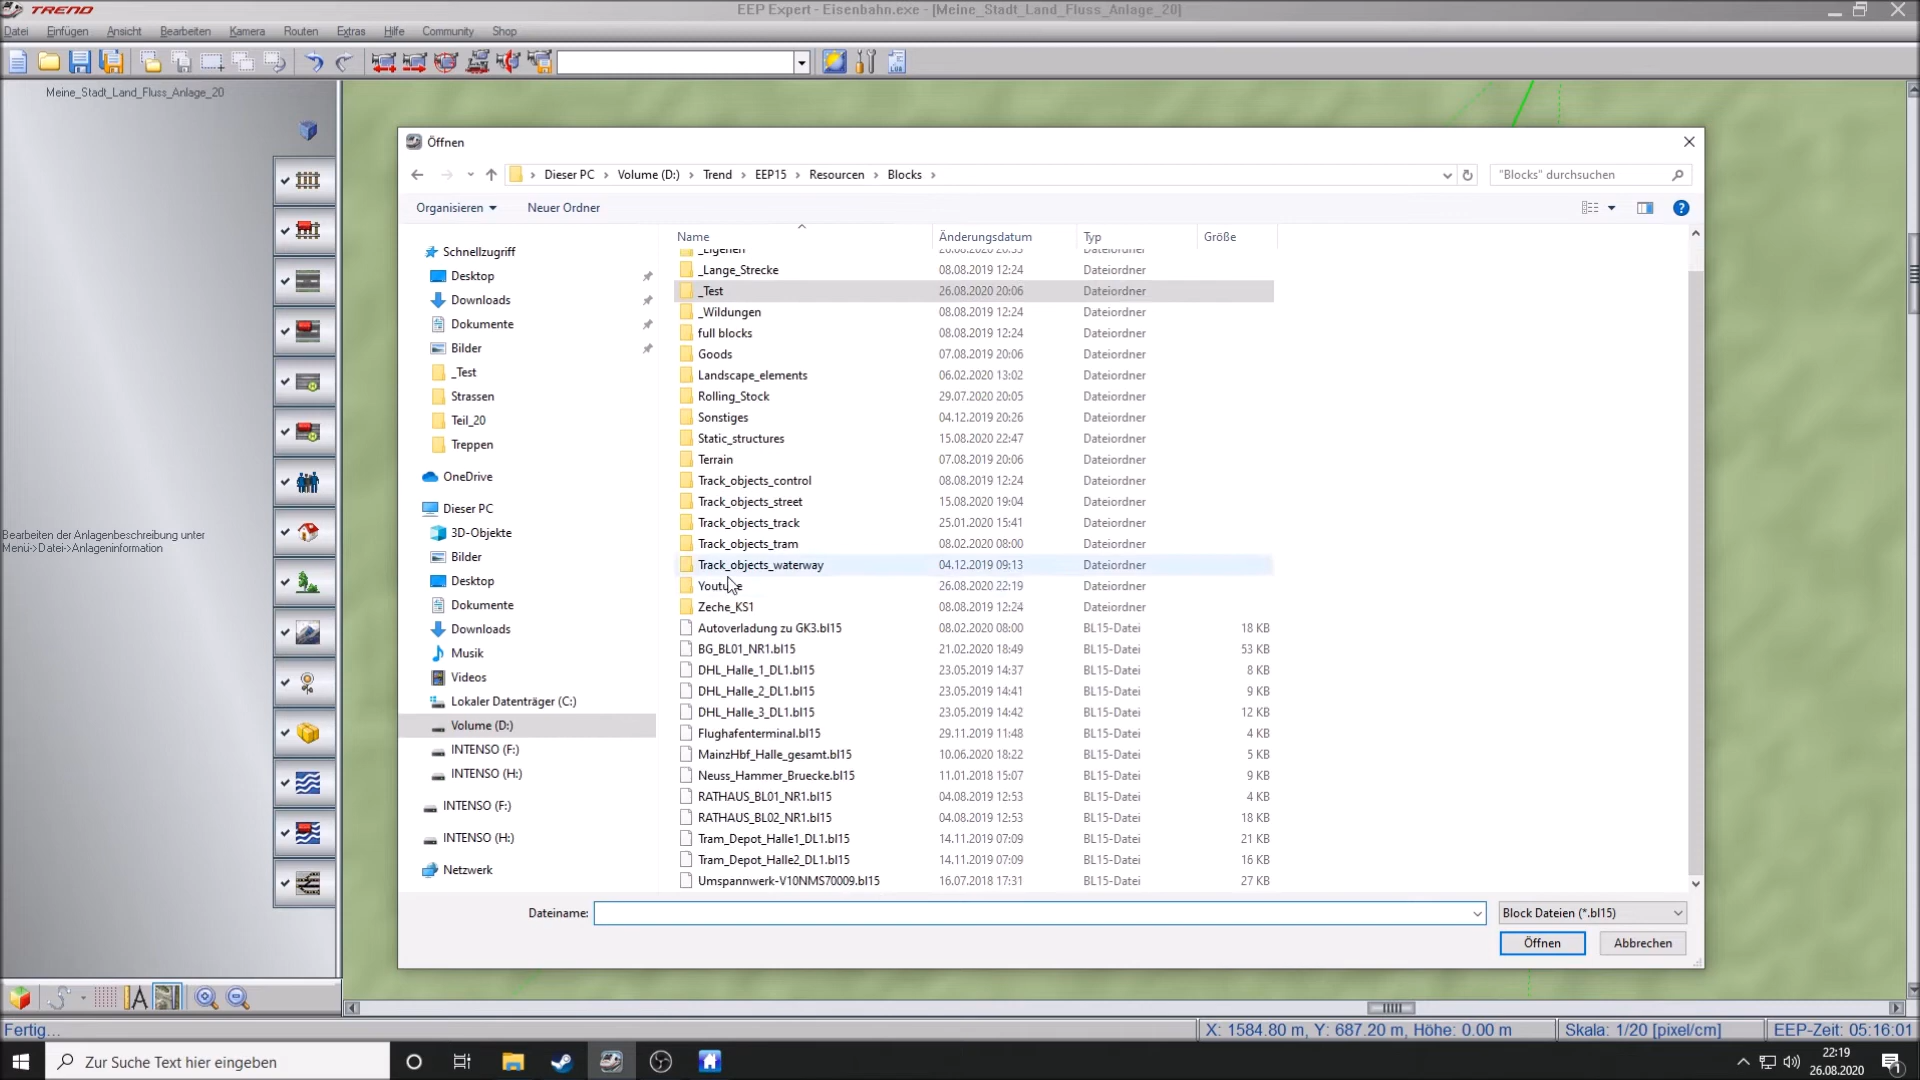 TREND
EEP Expert - Eisenbahn.exe - [Meine_Stadt_Land_Fluss_Anlage_20]
Datei Einfügen Ansicht Bearbeiten Kamera Routen Extras Hilfe Community Shop
Meine_Stadt_Land_Fluss_Anlage_20
Bearbeiten der Anlagenbeschreibung unter
Menü->Datei->Anlageninformation
Öffnen
Dieser PC > Volume (D:) > Trend > EEP15 > Resourcen > Blocks >
"Blocks" durchsuchen
Organisieren Neuer Ordner
Schnellzugriff
Desktop
Downloads
Dokumente
Bilder
_Test
Strassen
Teil_20
Treppen
OneDrive
Dieser PC
3D-Objekte
Bilder
Desktop
Dokumente
Downloads
Musik
Videos
Lokaler Datenträger (C:)
Volume (D:)
INTENSO (F:)
INTENSO (H:)
INTENSO (F:)
INTENSO (H:)
Netzwerk
Name Änderungsdatum Typ Größe
_Lange_Strecke 08.08.2019 12:24 Dateiordner
_Test 26.08.2020 20:06 Dateiordner
_Wildungen 08.08.2019 12:24 Dateiordner
full blocks 08.08.2019 12:24 Dateiordner
Goods 07.08.2019 20:06 Dateiordner
Landscape_elements 06.02.2020 13:02 Dateiordner
Rolling_Stock 29.07.2020 20:05 Dateiordner
Sonstiges 04.12.2019 20:26 Dateiordner
Static_structures 15.08.2020 22:47 Dateiordner
Terrain 07.08.2019 20:06 Dateiordner
Track_objects_control 08.08.2019 12:24 Dateiordner
Track_objects_street 15.08.2020 19:04 Dateiordner
Track_objects_track 25.01.2020 15:41 Dateiordner
Track_objects_tram 08.02.2020 08:00 Dateiordner
Track_objects_waterway 04.12.2019 09:13 Dateiordner
Youtube 26.08.2020 22:19 Dateiordner
Zeche_KS1 08.08.2019 12:24 Dateiordner
Autoverladung zu GK3.bl15 08.02.2020 08:00 BL15-Datei 18 KB
BG_BL01_NR1.bl15 21.02.2020 18:49 BL15-Datei 53 KB
DHL_Halle_1_DL1.bl15 23.05.2019 14:37 BL15-Datei 8 KB
DHL_Halle_2_DL1.bl15 23.05.2019 14:41 BL15-Datei 9 KB
DHL_Halle_3_DL1.bl15 23.05.2019 14:42 BL15-Datei 12 KB
Flughafenterminal.bl15 29.11.2019 11:48 BL15-Datei 4 KB
MainzHbf_Halle_gesamt.bl15 10.06.2020 18:22 BL15-Datei 5 KB
Neuss_Hammer_Bruecke.bl15 11.01.2018 15:07 BL15-Datei 9 KB
RATHAUS_BL01_NR1.bl15 04.08.2019 12:53 BL15-Datei 4 KB
RATHAUS_BL02_NR1.bl15 04.08.2019 12:53 BL15-Datei 18 KB
Tram_Depot_Halle1_DL1.bl15 14.11.2019 07:09 BL15-Datei 21 KB
Tram_Depot_Halle2_DL1.bl15 14.11.2019 07:09 BL15-Datei 16 KB
Umspannwerk-V10NMS70009.bl15 16.07.2018 17:31 BL15-Datei 27 KB
Dateiname: Block Dateien (*.bl15)
Öffnen Abbrechen
Fertig... X: 1584.80 m, Y: 687.20 m, Höhe: 0.00 m Skala: 1/20 [pixel/cm] EEP-Zeit: 05:16:01
Zur Suche Text hier eingeben
22:19
26.08.2020